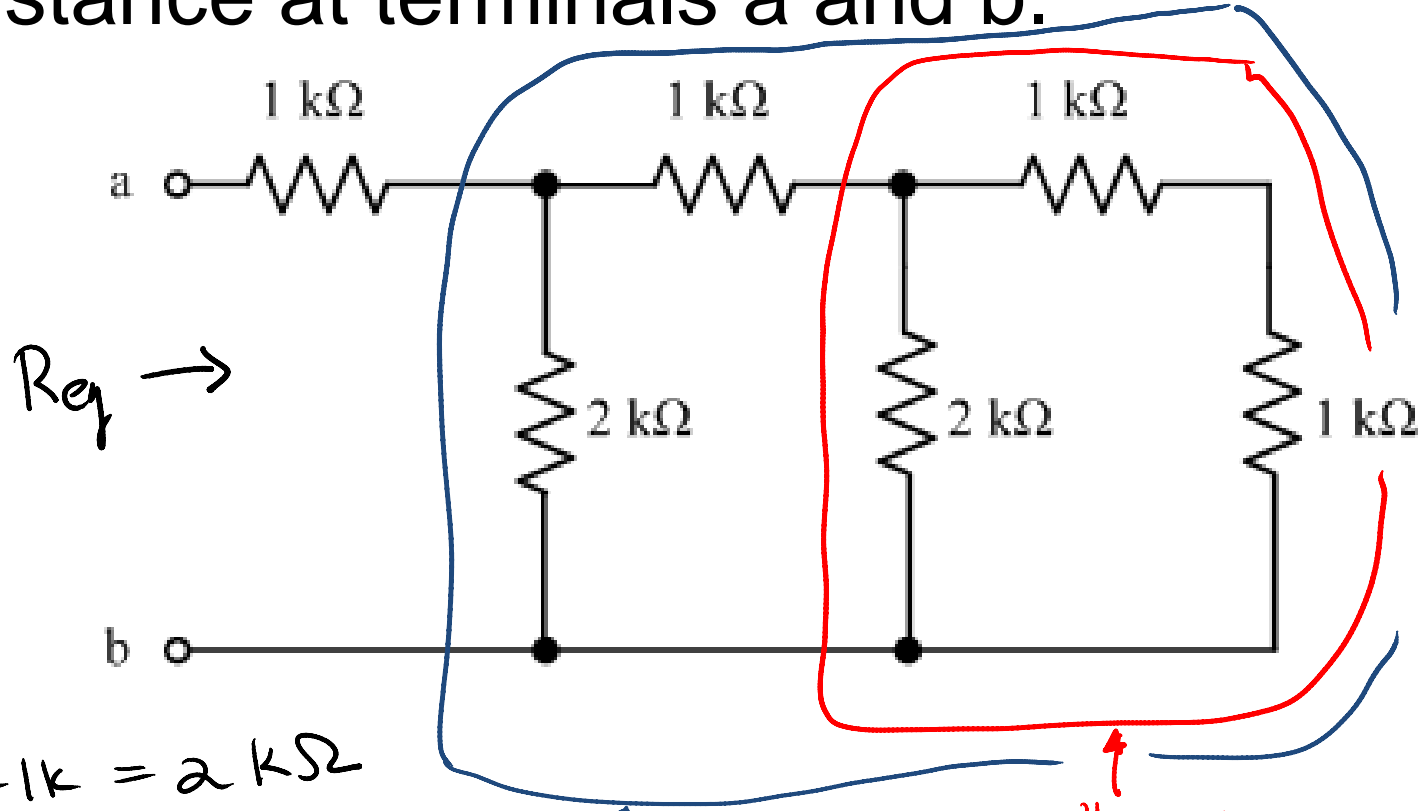 stance at terminals a and b.
1 kΩ 1 kΩ 1 kΩ
a
Req →
2 kΩ 2 kΩ 1 kΩ
b
1k = 2 kΩ